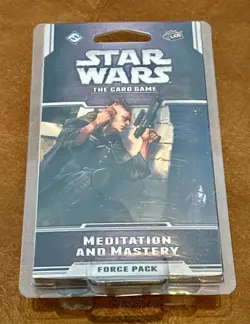 STAR
WARS
THE CARD GAME
MEDITATION
AND MASTERY
FORCE PACK